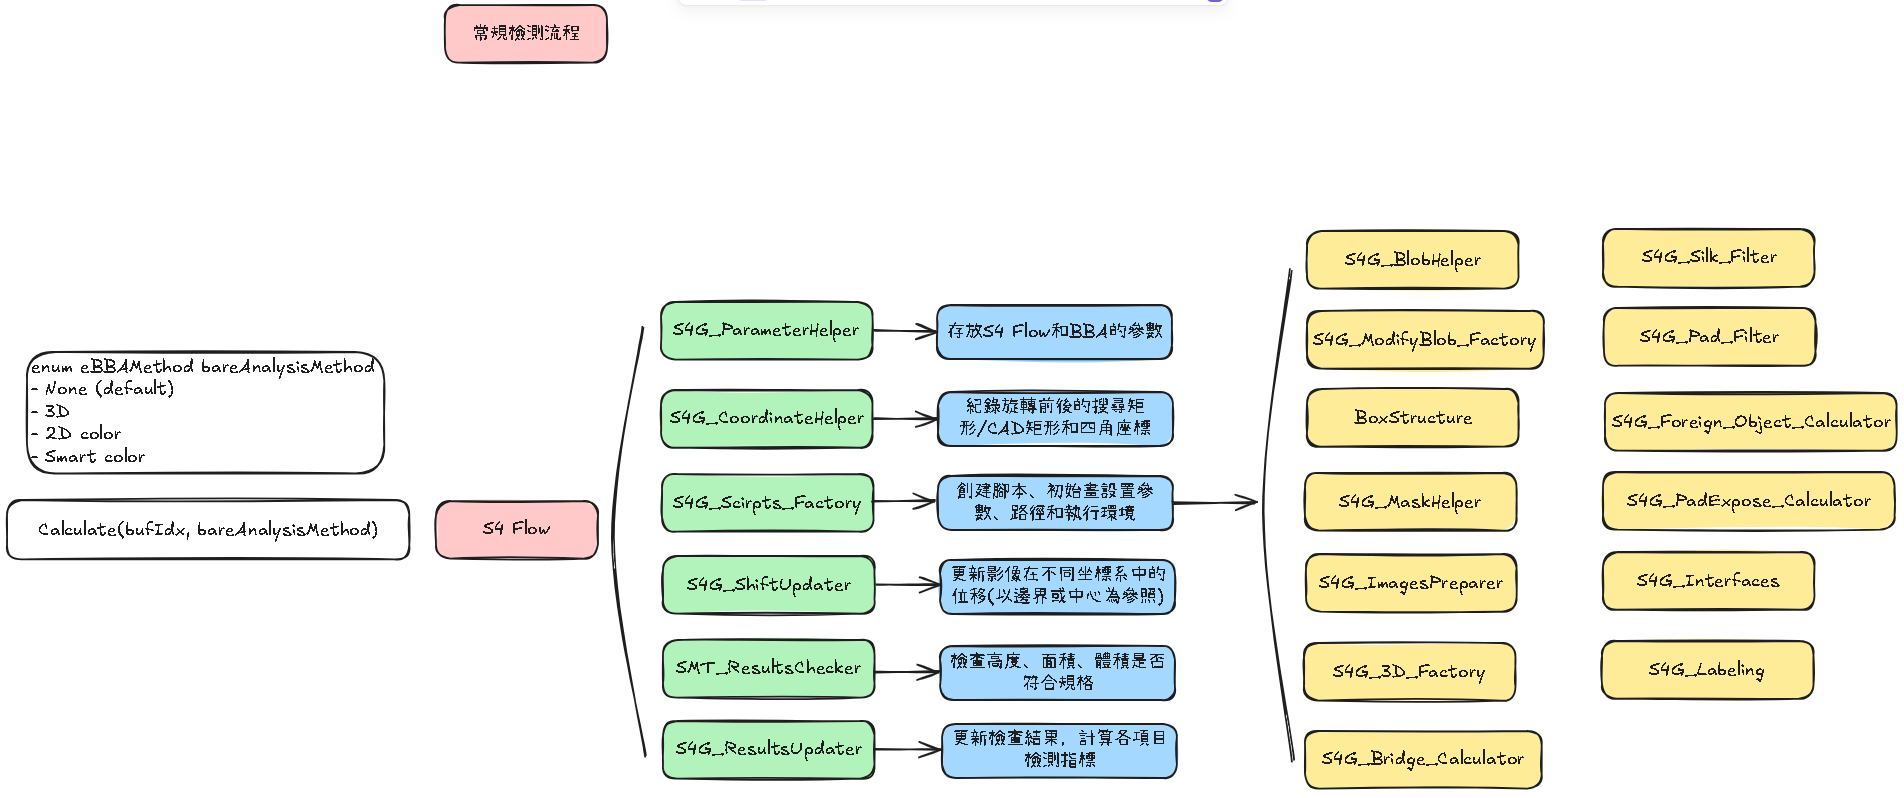 常規檢測流程
enum eBBAMethod bareAnalysisMethod
- None (default)
- 3D
- 2D color
- Smart color
Calculate(bufIdx, bareAnalysisMethod)
S4 Flow
S4G_ParameterHelper
存放S4 Flow和BBA的參數
S4G_CoordinateHelper
紀錄旋轉前後的搜尋矩
形/CAD矩形和四角座標
S4G_Scirpts_Factory
創建腳本、初始畫設置參
數、路徑和執行環境
S4G_ShiftUpdater
更新影像在不同坐標系中的
位移(以邊界或中心為參照)
SMT_ResultsChecker
檢查高度、面積、體積是否
符合規格
S4G_ResultsUpdater
更新檢查結果，計算各項目
檢測指標
S4G_BlobHelper
S4G_ModifyBlob_Factory
BoxStructure
S4G_MaskHelper
S4G_ImagesPreparer
S4G_3D_Factory
S4G_Bridge_Calculator
S4G_Silk_Filter
S4G_Pad_Filter
S4G_Foreign_Object_Calculator
S4G_PadExpose_Calculator
S4G_Interfaces
S4G_Labeling